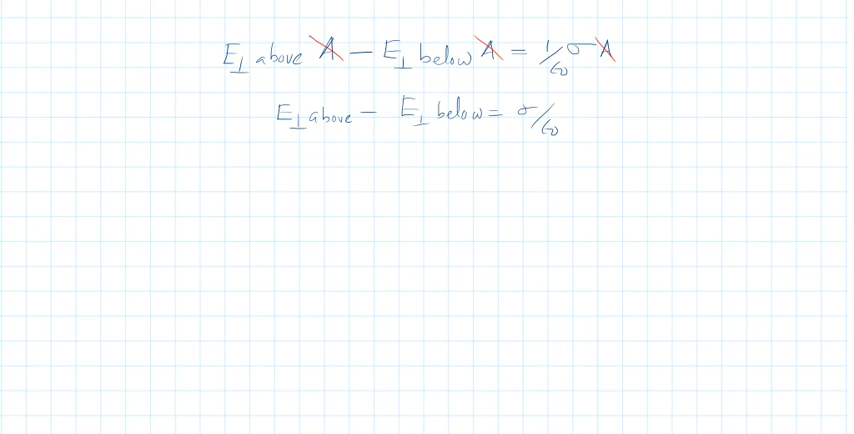 E⊥ above A − E⊥ below A = 1/ϵ0 σ A
E⊥ above − E⊥ below = σ/ϵ0